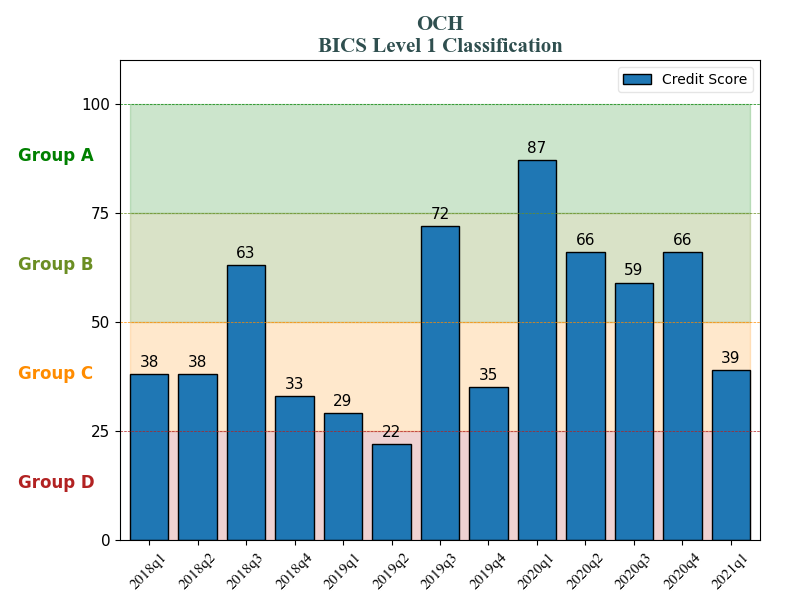 OCH
BICS Level 1 Classification
Credit Score
100
75
50
25
0
Group A
Group B
Group C
Group D
38
38
63
33
29
22
72
35
87
66
59
66
39
2018q1
2018q2
2018q3
2018q4
2019q1
2019q2
2019q3
2019q4
2020q1
2020q2
2020q3
2020q4
2021q1